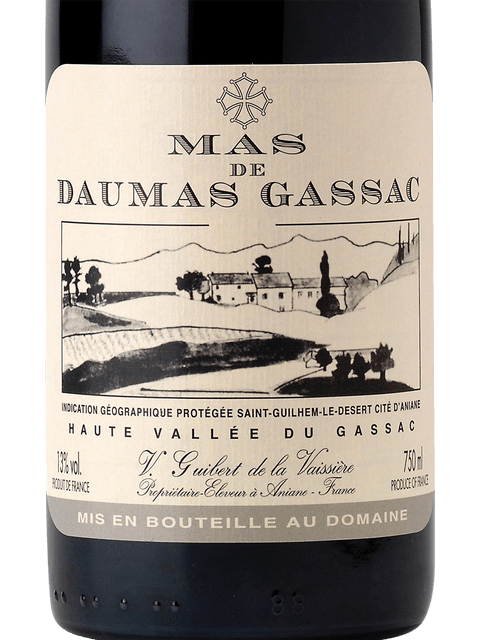 MAS
DE
DAUMAS GASSAC
INDICATION GÉOGRAPHIQUE PROTÉGÉE SAINT-GUILHEM-LE-DESERT CITÉ D'ANIANE
HAUTE VALLÉE DU GASSAC
13% vol. V. Guibert de la Vaissière 750 ml
PRODUIT DE FRANCE Propriétaire-Eleveur à Aniane - France PRODUCE OF FRANCE
MIS EN BOUTEILLE AU DOMAINE